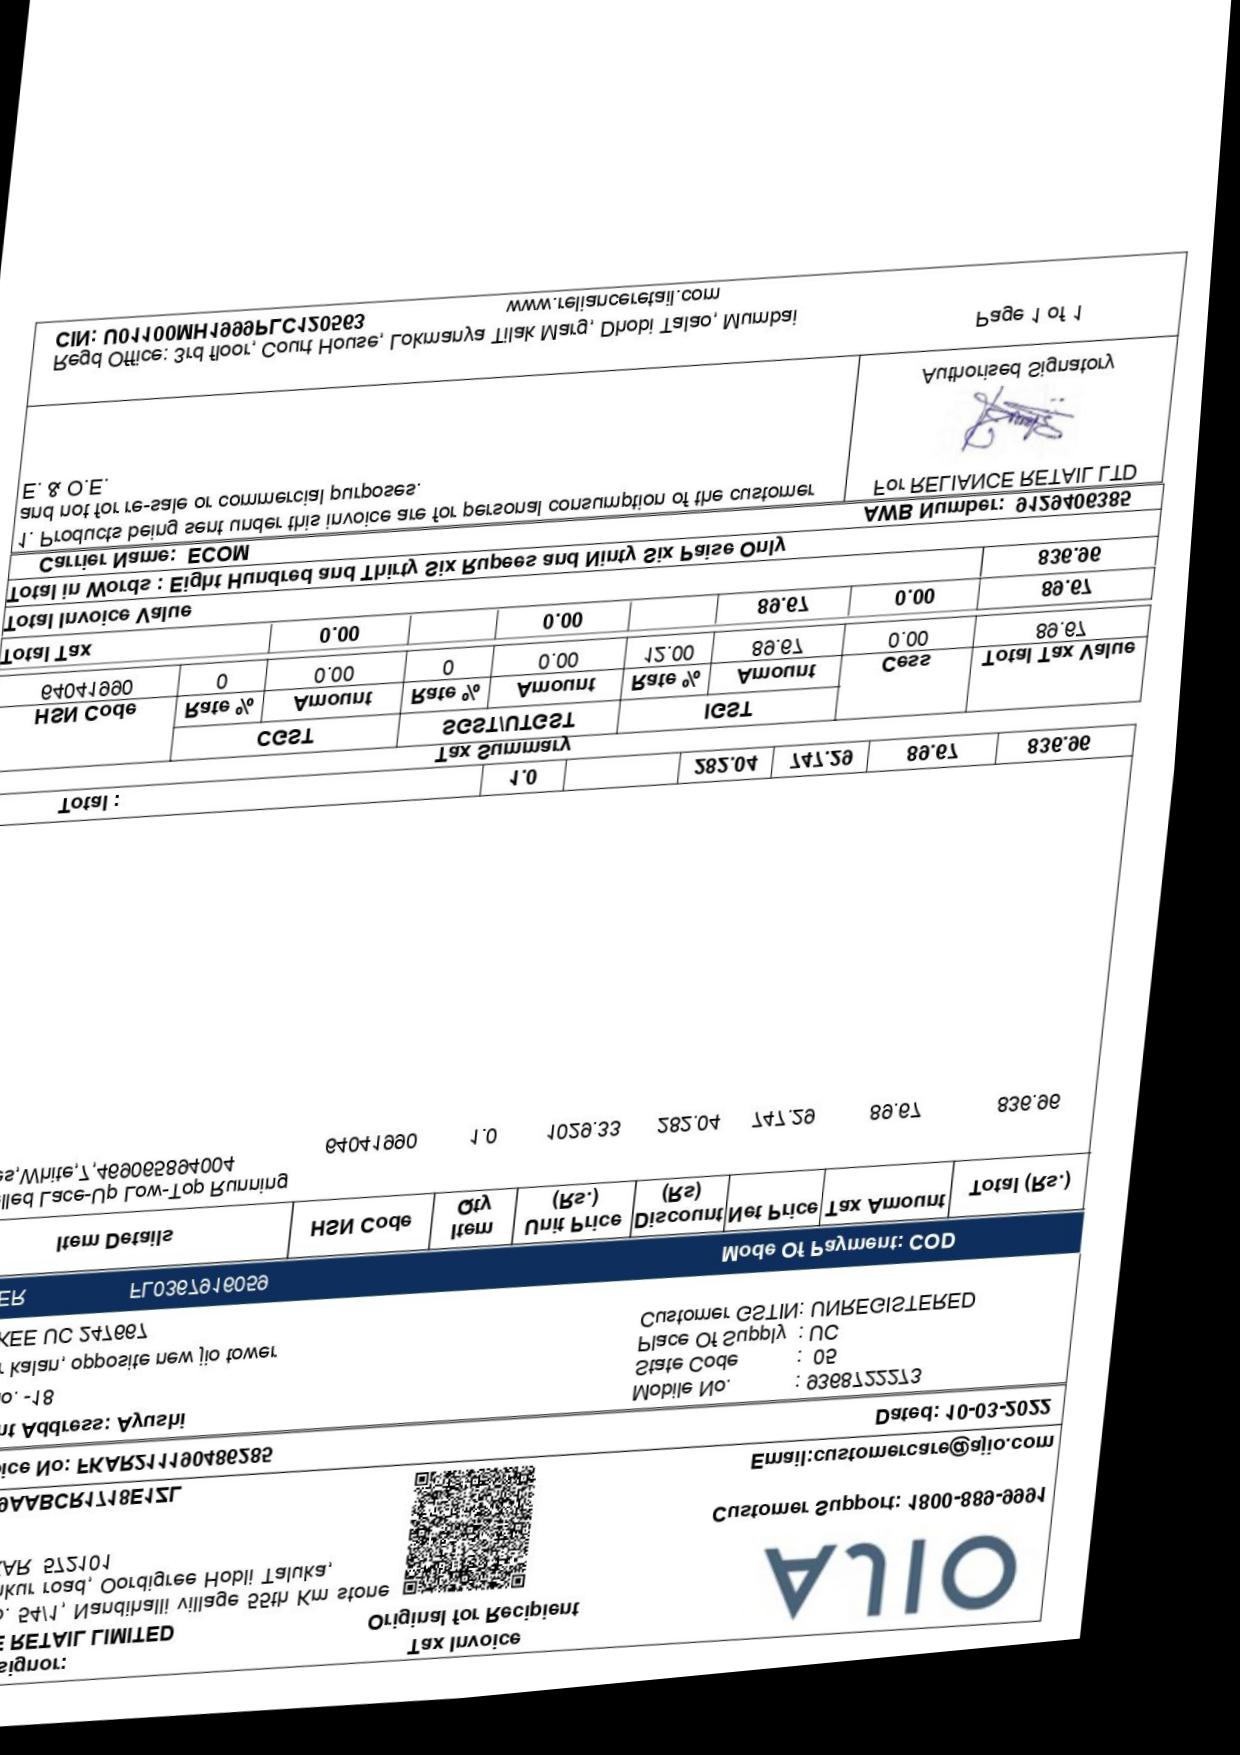 Tax Invoice
Original for Recipient
AJIO
Customer Support: 1800-889-9991
Email:customercare@ajio.com
signor:
E RETAIL LIMITED
o. 54/1, Nandihalli village 55th Km stone
nkur road, Oordigree Hobli Taluka,
KAR 572101
9AABCR1718E1ZL
ice No: FKAR211190486285
Dated: 10-03-2022
nt Address: Ayushi
o. -18
r kalan, opposite new jio tower
KEE UC 247667
Mobile No. : 9368722273
State Code : 05
Place Of Supply : UC
Customer GSTIN: UNREGISTERED
ER FL0367916059 Mode Of Payment: COD
Item Details HSN Code Item Qty Unit Price (Rs.) Discount (Rs) Net Price Tax Amount Total (Rs.)
lled Lace-Up Low-Top Running
es,White,7,469065894004 64041990 1.0 1029.33 282.04 747.29 89.67 836.96
Total : 1.0 282.04 747.29 89.67 836.96
Tax Summary
HSN Code CGST SGST/UTGST IGST Cess Total Tax Value
Rate % Amount Rate % Amount Rate % Amount
64041990 0 0.00 0 0.00 12.00 89.67 0.00 89.67
Total Tax 0.00 0.00 89.67 0.00 89.67
Total Invoice Value 836.96
Total in Words : Eight Hundred and Thirty Six Rupees and Ninty Six Paise Only
Carrier Name: ECOM AWB Number: 9129406385
1. Products being sent under this invoice are for personal consumption of the customer
and not for re-sale or commercial purposes.
E. & O.E.
For RELIANCE RETAIL LTD
Authorised Signatory
Regd Office: 3rd floor, Court House, Lokmanya Tilak Marg, Dhobi Talao, Mumbai
CIN: U01100MH1999PLC120563
www.relianceretail.com
Page 1 of 1